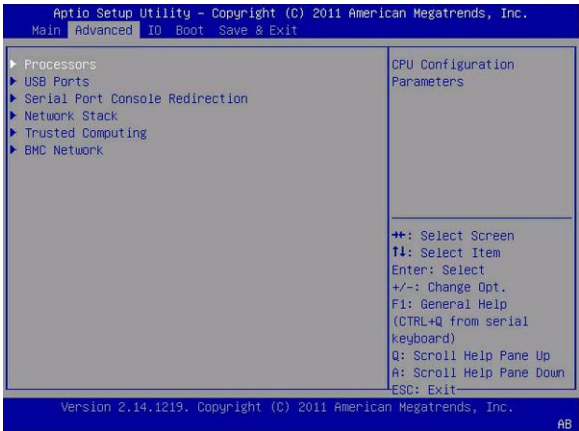 Aptio Setup Utility – Copyright (C) 2011 American Megatrends, Inc.
Main Advanced IO Boot Save & Exit
Processors
USB Ports
Serial Port Console Redirection
Network Stack
Trusted Computing
BMC Network
CPU Configuration
Parameters
→←: Select Screen
↑↓: Select Item
Enter: Select
+/-: Change Opt.
F1: General Help
(CTRL+Q from serial
keyboard)
Q: Scroll Help Pane Up
A: Scroll Help Pane Down
ESC: Exit
Version 2.14.1219. Copyright (C) 2011 American Megatrends, Inc.
AB